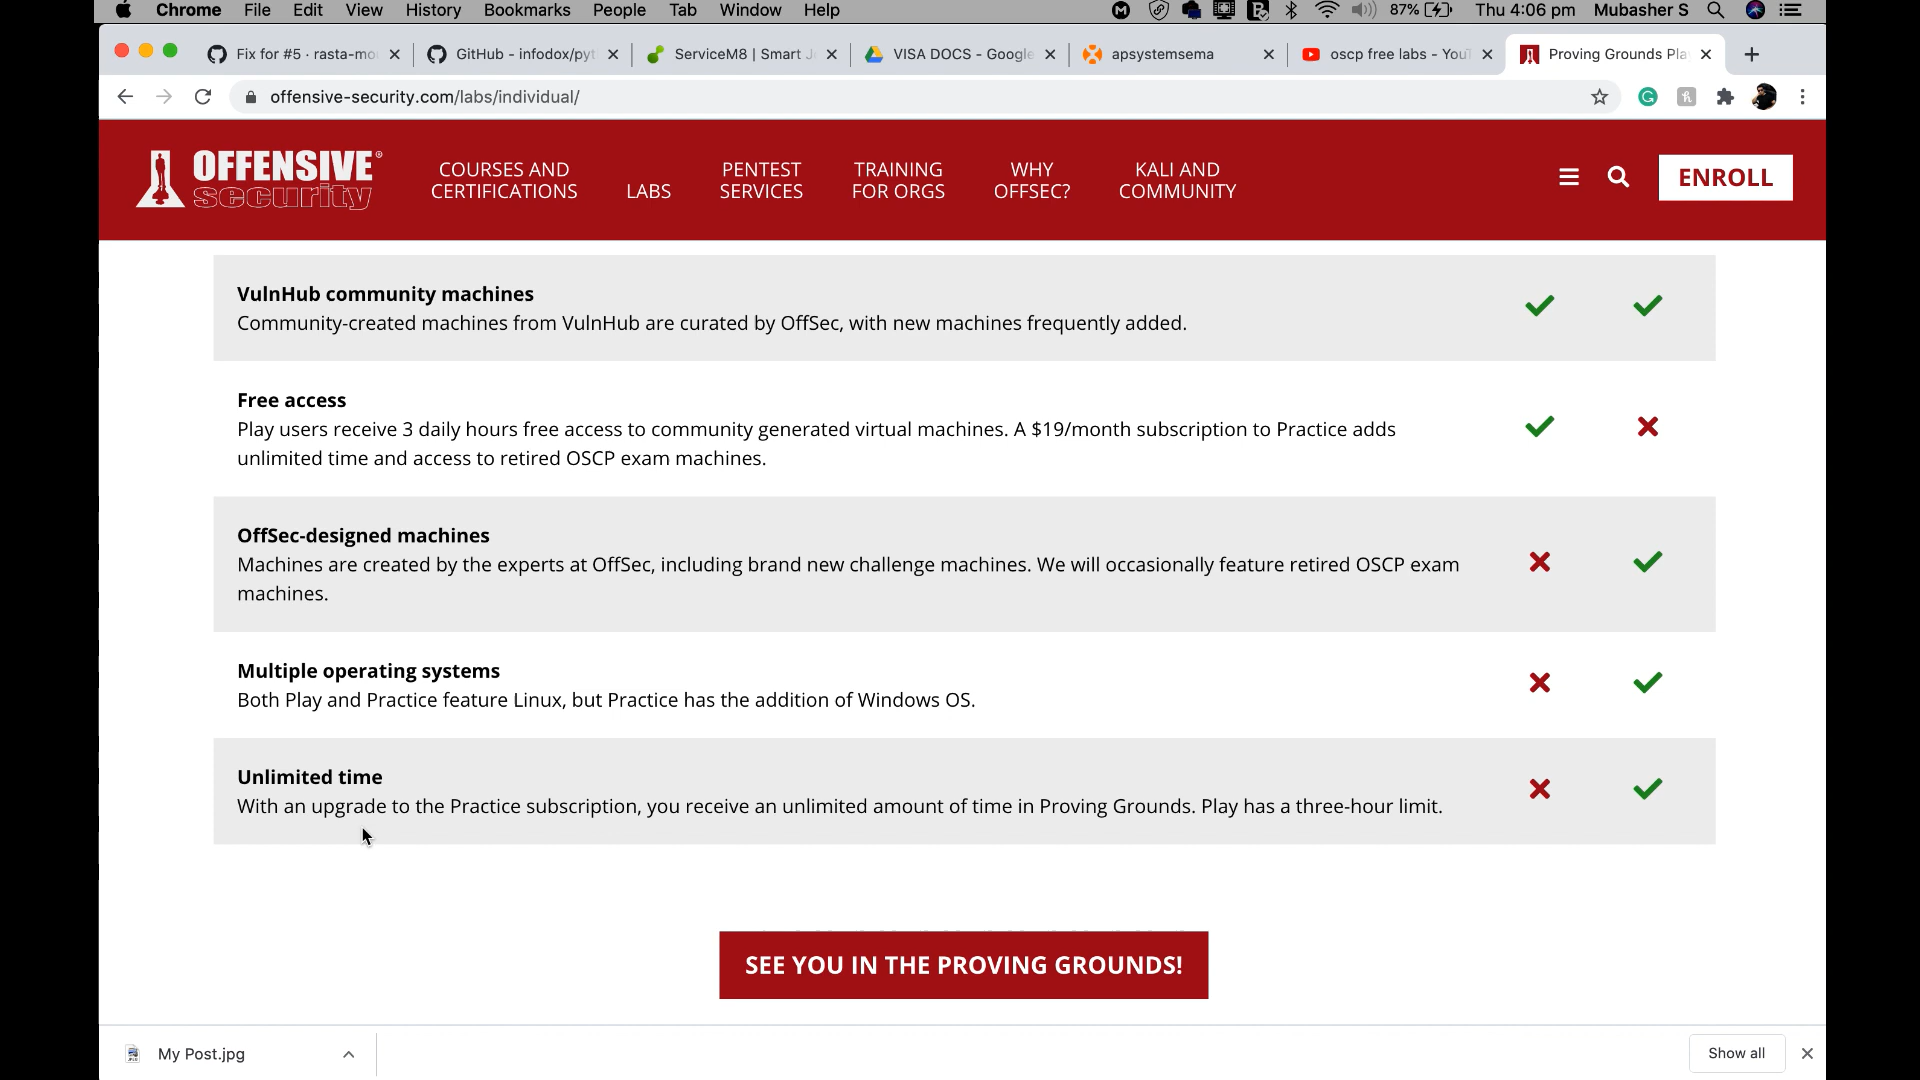 Chrome File Edit View History Bookmarks People Tab Window Help 87% Thu 4:06 pm Mubasher S
Fix for #5 · rasta-mo GitHub - infodox/pyt ServiceM8 | Smart J VISA DOCS - Google apsystemsema oscp free labs - YouT Proving Grounds Pla
offensive-security.com/labs/individual/
OFFENSIVE®
security
COURSES AND
CERTIFICATIONS
LABS
PENTEST
SERVICES
TRAINING
FOR ORGS
WHY
OFFSEC?
KALI AND
COMMUNITY
ENROLL
VulnHub community machines
Community-created machines from VulnHub are curated by OffSec, with new machines frequently added.
Free access
Play users receive 3 daily hours free access to community generated virtual machines. A $19/month subscription to Practice adds
unlimited time and access to retired OSCP exam machines.
OffSec-designed machines
Machines are created by the experts at OffSec, including brand new challenge machines. We will occasionally feature retired OSCP exam
machines.
Multiple operating systems
Both Play and Practice feature Linux, but Practice has the addition of Windows OS.
Unlimited time
With an upgrade to the Practice subscription, you receive an unlimited amount of time in Proving Grounds. Play has a three-hour limit.
SEE YOU IN THE PROVING GROUNDS!
My Post.jpg
Show all